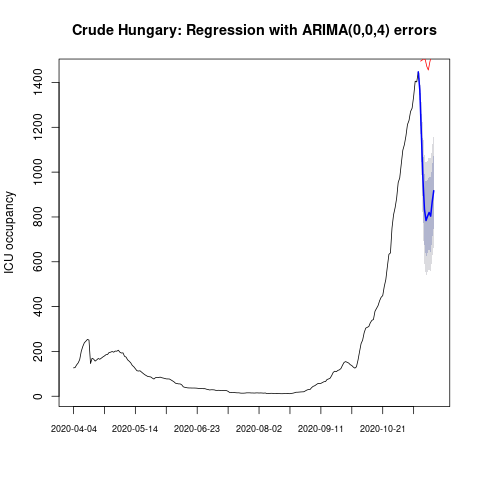 Crude Hungary: Regression with ARIMA(0,0,4) errors
ICU occupancy
1400
1200
1000
800
600
400
200
0
2020-04-04 2020-05-14 2020-06-23 2020-08-02 2020-09-11 2020-10-21